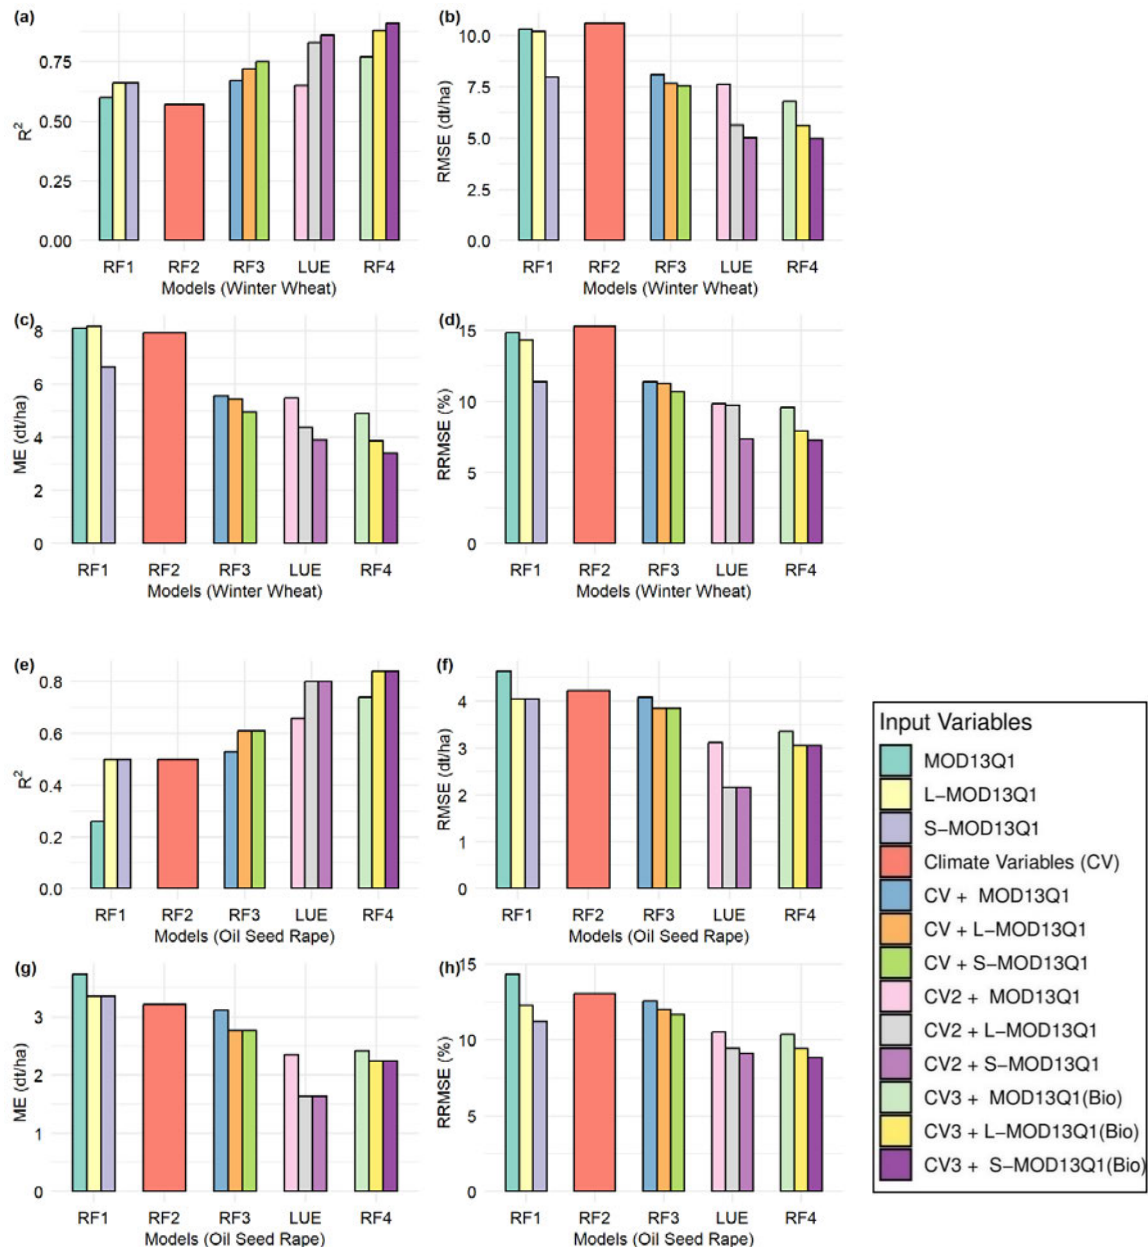 (a)
R2
0.75
0.50
0.25
0.00
RF1 RF2 RF3 LUE RF4
Models (Winter Wheat)
(b)
RMSE (dt/ha)
10.0
7.5
5.0
2.5
0.0
RF1 RF2 RF3 LUE RF4
Models (Winter Wheat)
(c)
ME (dt/ha)
8
6
4
2
0
RF1 RF2 RF3 LUE RF4
Models (Winter Wheat)
(d)
RRMSE (%)
15
10
5
0
RF1 RF2 RF3 LUE RF4
Models (Winter Wheat)
(e)
R2
0.8
0.6
0.4
0.2
0.0
RF1 RF2 RF3 LUE RF4
Models (Oil Seed Rape)
(f)
RMSE (dt/ha)
4
3
2
1
0
RF1 RF2 RF3 LUE RF4
Models (Oil Seed Rape)
(g)
ME (dt/ha)
3
2
1
0
RF1 RF2 RF3 LUE RF4
Models (Oil Seed Rape)
(h)
RRMSE (%)
15
10
5
0
RF1 RF2 RF3 LUE RF4
Models (Oil Seed Rape)
Input Variables
MOD13Q1
L-MOD13Q1
S-MOD13Q1
Climate Variables (CV)
CV + MOD13Q1
CV + L-MOD13Q1
CV + S-MOD13Q1
CV2 + MOD13Q1
CV2 + L-MOD13Q1
CV2 + S-MOD13Q1
CV3 + MOD13Q1(Bio)
CV3 + L-MOD13Q1(Bio)
CV3 + S-MOD13Q1(Bio)